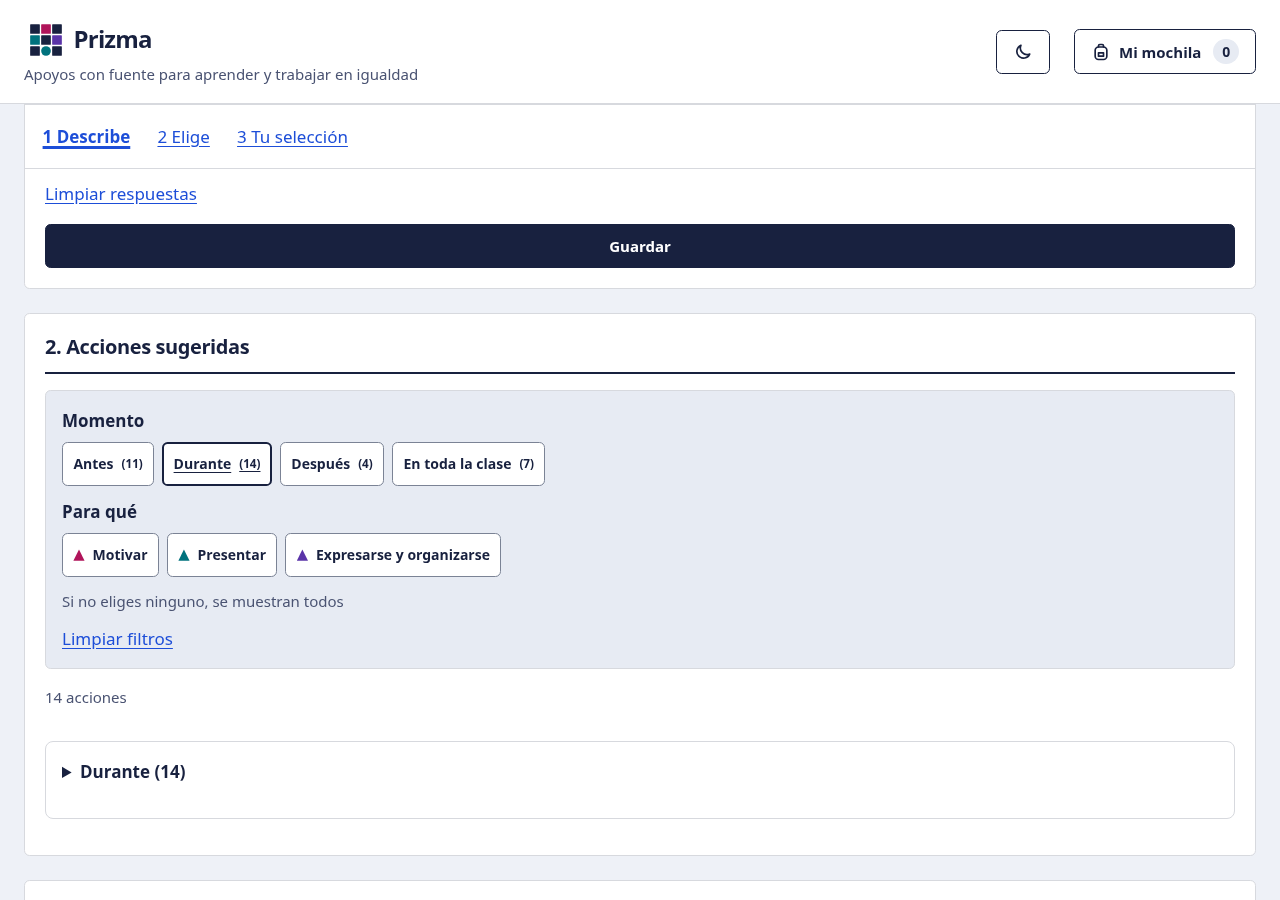 Prizma
Apoyos con fuente para aprender y trabajar en igualdad
Mi mochila 0
1 Describe 2 Elige 3 Tu selección
Limpiar respuestas
Guardar
2. Acciones sugeridas
Momento
Antes (11) Durante (14) Después (4) En toda la clase (7)
Para qué
Motivar Presentar Expresarse y organizarse
Si no eliges ninguno, se muestran todos
Limpiar filtros
14 acciones
Durante (14)